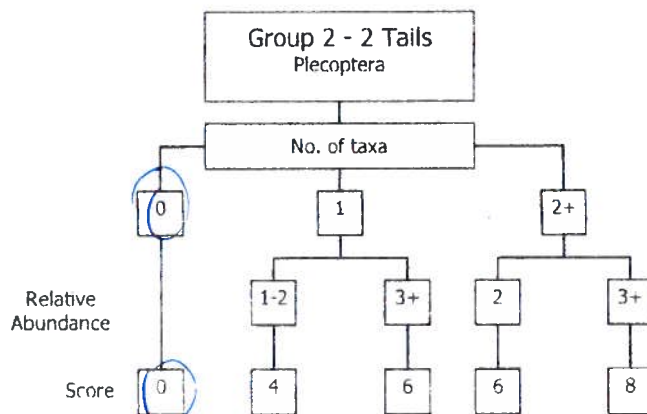 Group 2 - 2 Tails
Plecoptera
No. of taxa
0 1 2+
Relative
Abundance
1-2 3+ 2 3+
Score
0 4 6 6 8